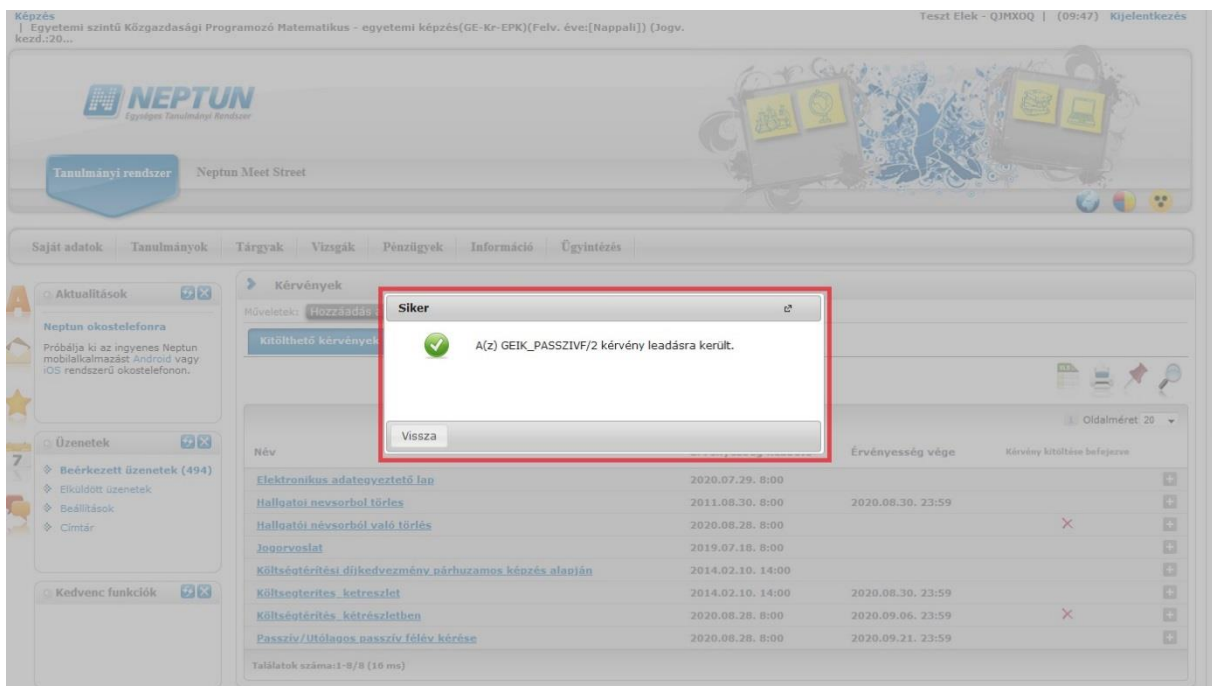 Képzés
| Egyetemi szintű Közgazdasági Programozó Matematikus - egyetemi képzés(GE-Kr-EPK)(Felv. éve:[Nappali]) (Jogv.
kezd.:20...
Teszt Elek - QJMXOQ | (09:47) Kijelentkezés
NEPTUN
Egységes Tanulmányi Rendszer
Tanulmányi rendszer
Neptun Meet Street
Saját adatok Tanulmányok Tárgyak Vizsgák Pénzügyek Információ Ügyintézés
Aktualitások
Neptun okostelefonra
Próbálja ki az ingyenes Neptun
mobilalkalmazást Android vagy
iOS rendszerű okostelefonon.
7
Üzenetek
Beérkezett üzenetek (494)
Elküldött üzenetek
Beállítások
Címtár
Kedvenc funkciók
Kérvények
Műveletek: Hozzáadás
Kitölthető kérvények
Siker
A(z) GEIK_PASSZIVF/2 kérvény leadásra került.
Vissza
1 Oldalméret 20
Név Érvényesség vége Kérvény kitöltése befejezve
Elektronikus adategyeztető lap 2020.07.29. 8:00
Hallgatoi nevsorbol törles 2011.08.30. 8:00 2020.08.30. 23:59
Hallgatói névsorból való törlés 2020.08.28. 8:00
Jogorvoslat 2019.07.18. 8:00
Költségtérítési díjkedvezmény párhuzamos képzés alapján 2014.02.10. 14:00
Költsegterites_ketreszlet 2014.02.10. 14:00 2020.08.30. 23:59
Költségtérítés_kétrészletben 2020.08.28. 8:00 2020.09.06. 23:59
Passzív/Utólagos passzív félév kérése 2020.08.28. 8:00 2020.09.21. 23:59
Találatok száma:1-8/8 (16 ms)